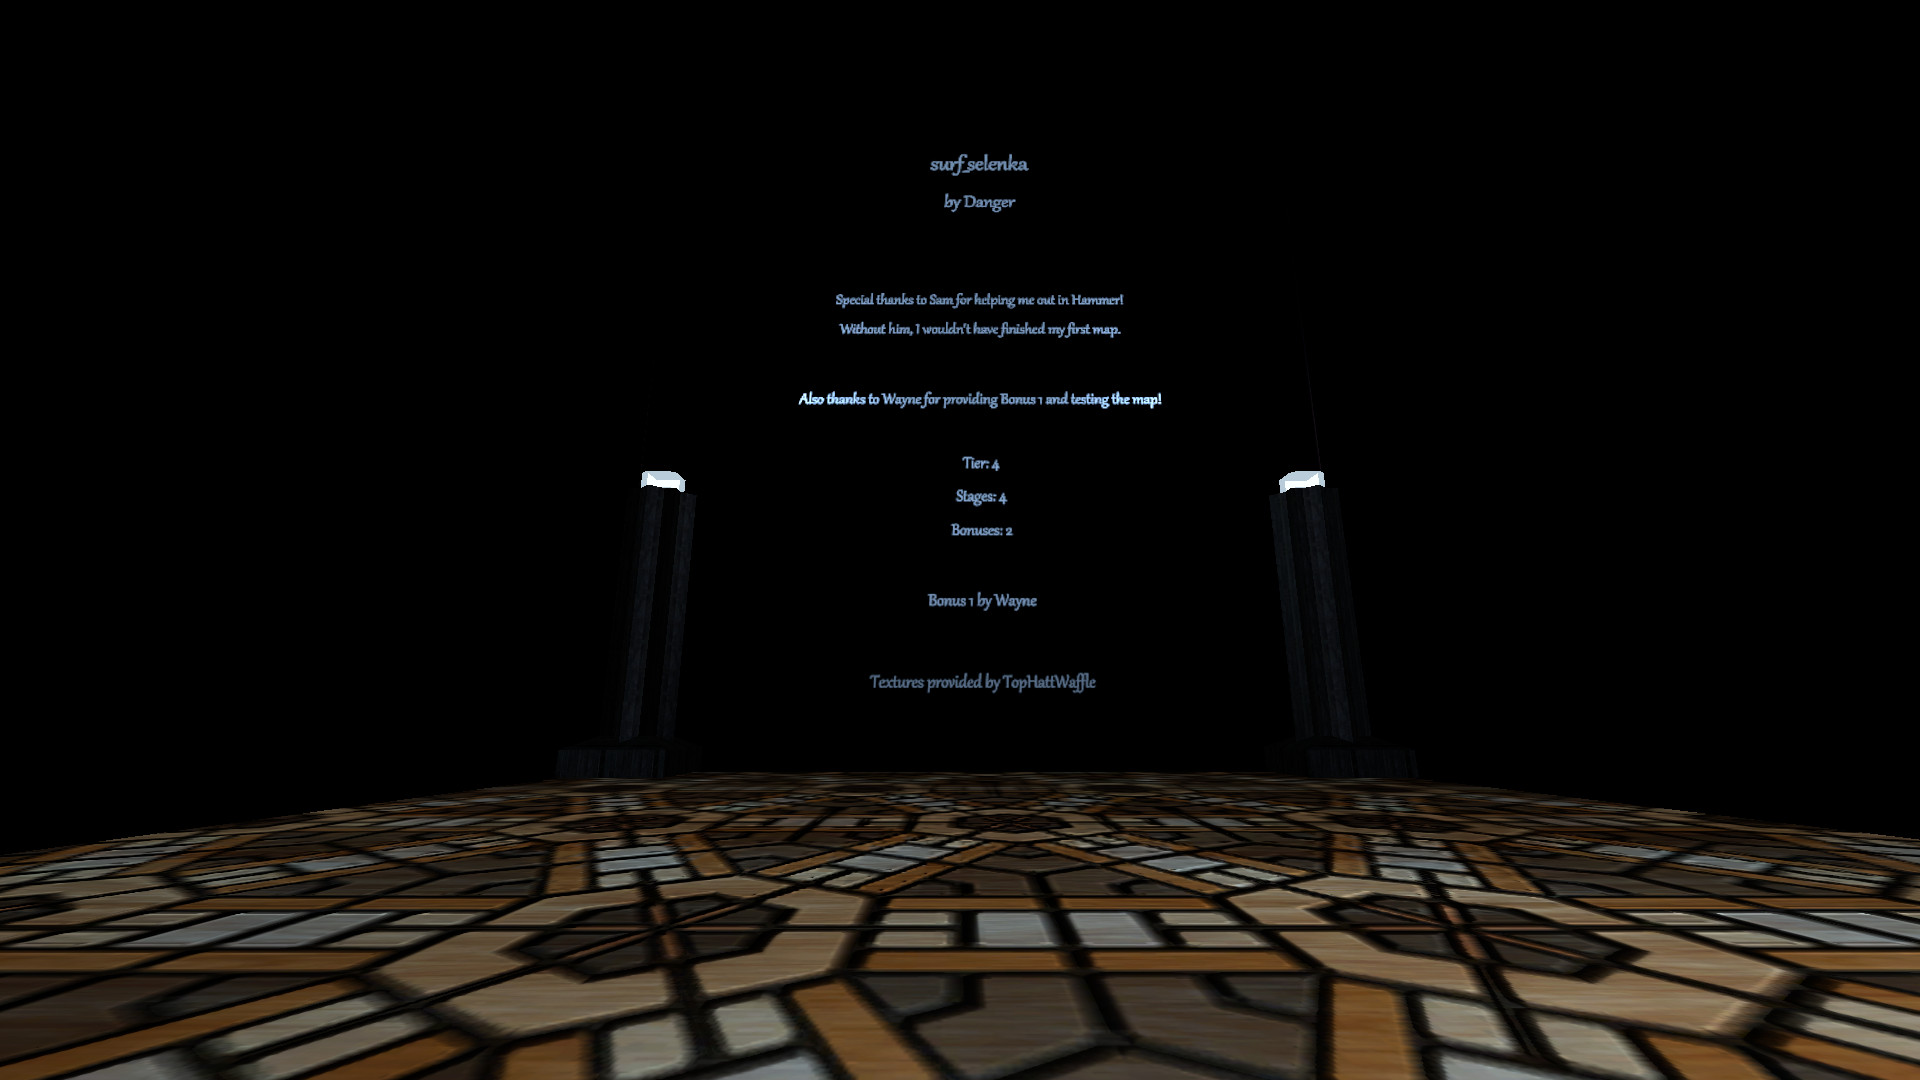 surf_selenka
by Danger
Special thanks to Sam for helping me out in Hammer!
Without him, I wouldn't have finished my first map.
Also thanks to Wayne for providing Bonus 1 and testing the map!
Tier: 4
Stages: 4
Bonuses: 2
Bonus 1 by Wayne
Textures provided by TopHattWaffle